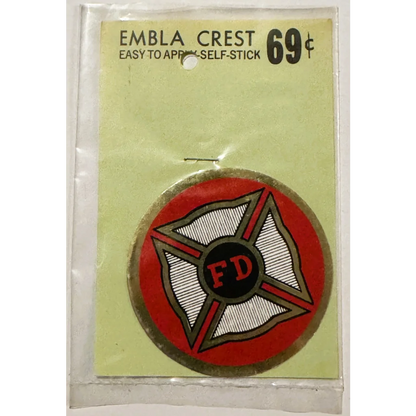 EMBLA CREST 69¢
EASY TO APPLY-SELF-STICK
FD